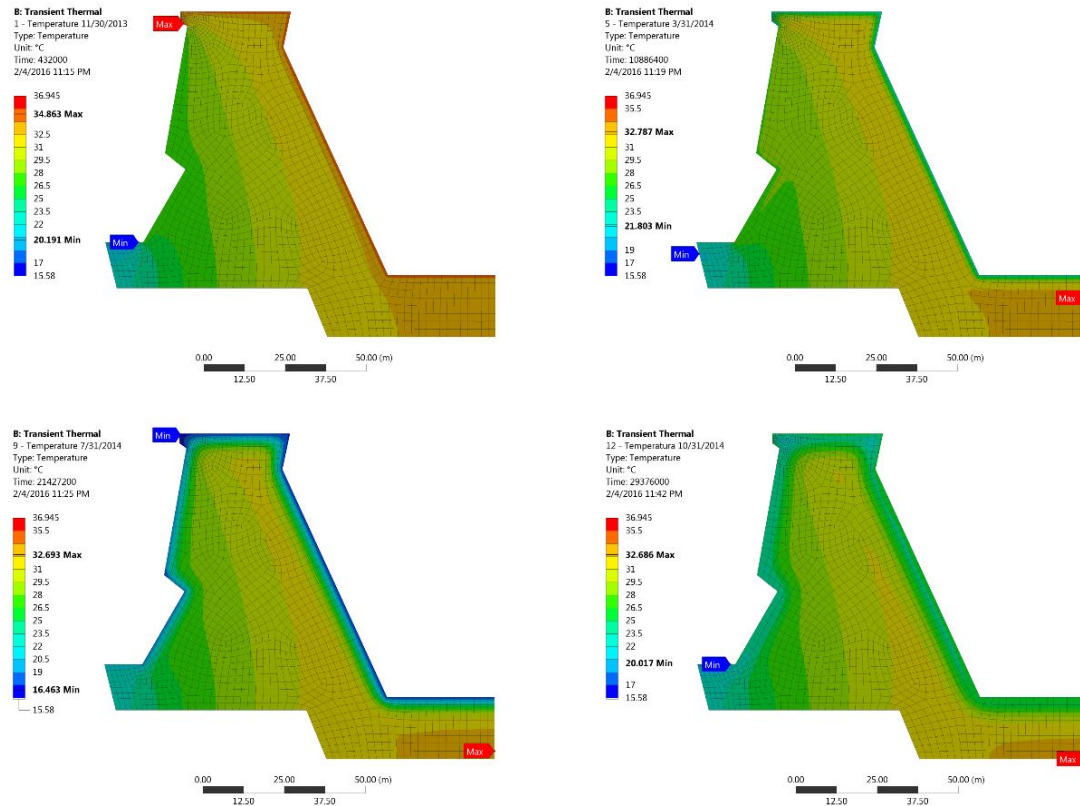 B: Transient Thermal
1 - Temperature 11/30/2013
Type: Temperature
Unit: °C
Time: 432000
2/4/2016 11:15 PM
36.945
34.863 Max
32.5
31
29.5
28
26.5
25
23.5
22
20.191 Min
17
15.58
Max
Min
0.00 25.00 50.00 (m)
12.50 37.50
B: Transient Thermal
5 - Temperature 3/31/2014
Type: Temperature
Unit: °C
Time: 10886400
2/4/2016 11:19 PM
36.945
35.5
32.787 Max
31
29.5
28
26.5
25
23.5
21.803 Min
19
17
15.58
Min
Max
0.00 25.00 50.00 (m)
12.50 37.50
B: Transient Thermal
9 - Temperature 7/31/2014
Type: Temperature
Unit: °C
Time: 21427200
2/4/2016 11:25 PM
36.945
35.5
32.693 Max
31
29.5
28
26.5
25
23.5
22
20.5
19
16.463 Min
15.58
Min
Max
0.00 25.00 50.00 (m)
12.50 37.50
B: Transient Thermal
12 - Temperatura 10/31/2014
Type: Temperature
Unit: °C
Time: 29376000
2/4/2016 11:42 PM
36.945
35.5
32.686 Max
31
29.5
28
26.5
25
23.5
22
20.017 Min
17
15.58
Min
Max
0.00 25.00 50.00 (m)
12.50 37.50